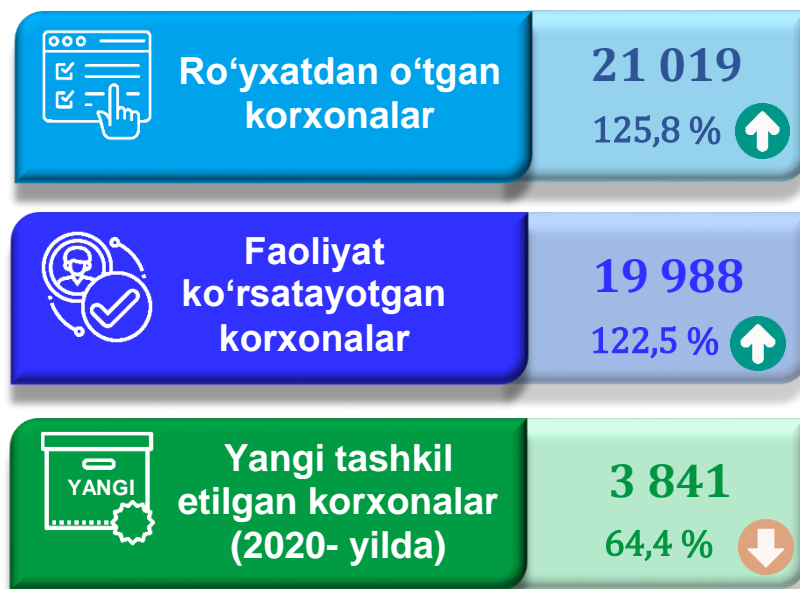 Ro‘yxatdan o‘tgan
korxonalar
21 019
125,8 %
Faoliyat
ko‘rsatayotgan
korxonalar
19 988
122,5 %
YANGI
Yangi tashkil
etilgan korxonalar
(2020- yilda)
3 841
64,4 %